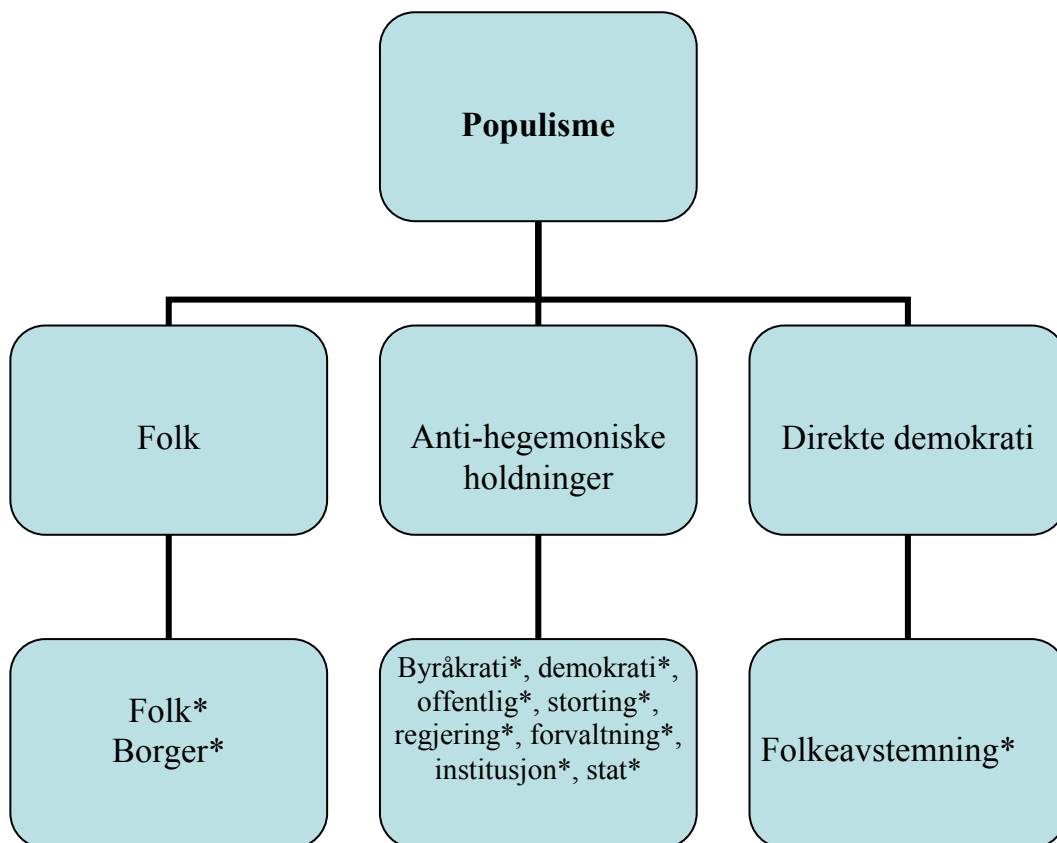 Populisme
Folk
Anti-hegemoniske
holdninger
Direkte demokrati
Folk*
Borger*
Byråkrati*, demokrati*,
offentlig*, storting*,
regjering*, forvaltning*,
institusjon*, stat*
Folkeavstemning*